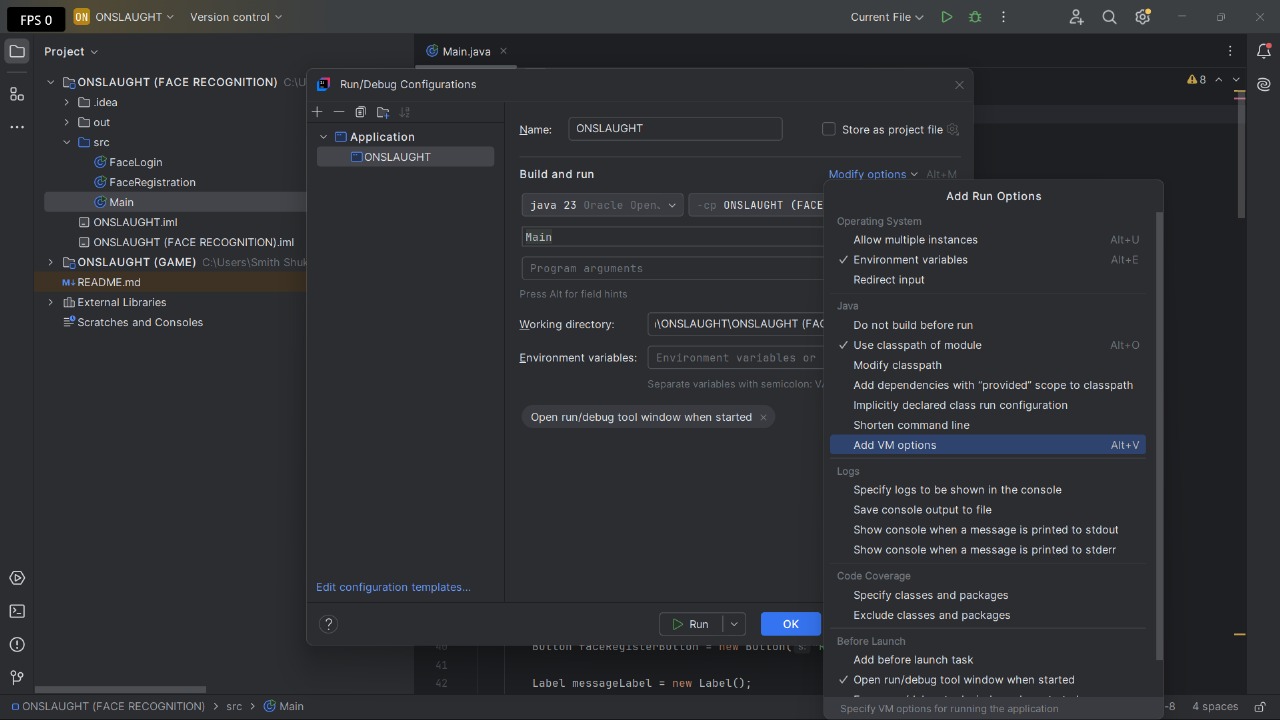 FPS 0
ON ONSLAUGHT
Version control
Current File
Project
Main.java
ONSLAUGHT (FACE RECOGNITION) C:\U
.idea
out
src
FaceLogin
FaceRegistration
Main
ONSLAUGHT.iml
ONSLAUGHT (FACE RECOGNITION).iml
ONSLAUGHT (GAME) C:\Users\Smith Shuk
M↓ README.md
External Libraries
Scratches and Consoles
8
Run/Debug Configurations
Application
ONSLAUGHT
Edit configuration templates...
Name: ONSLAUGHT
Store as project file
Build and run
Modify options Alt+M
java 23 Oracle Open.
-cp ONSLAUGHT (FACE
Main
Program arguments
Press Alt for field hints
Working directory:
\ONSLAUGHT\ONSLAUGHT (FAC
Environment variables:
Environment variables or
Separate variables with semicolon: VA
Open run/debug tool window when started
?
Run
OK
Add Run Options
Operating System
Allow multiple instances Alt+U
Environment variables Alt+E
Redirect input
Java
Do not build before run
Use classpath of module Alt+O
Modify classpath
Add dependencies with "provided" scope to classpath
Implicitly declared class run configuration
Shorten command line
Add VM options Alt+V
Logs
Specify logs to be shown in the console
Save console output to file
Show console when a message is printed to stdout
Show console when a message is printed to stderr
Code Coverage
Specify classes and packages
Exclude classes and packages
Before Launch
Add before launch task
Open run/debug tool window when started
Specify VM options for running the application
40 Button faceRegisterButton = new Button( s:
41
42 Label messageLabel = new Label();
ONSLAUGHT (FACE RECOGNITION) > src > Main
-8 4 spaces